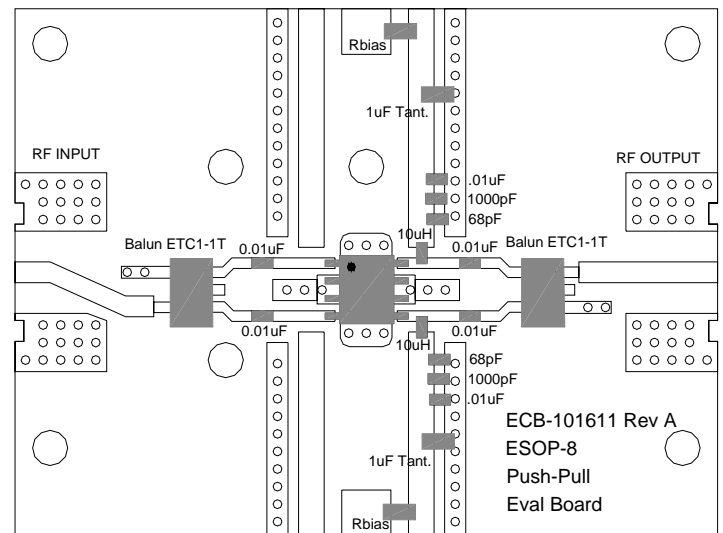 Rbias
1uF Tant.
RF INPUT
RF OUTPUT
.01uF
1000pF
68pF
10uH
Balun ETC1-1T
0.01uF
0.01uF
Balun ETC1-1T
0.01uF
0.01uF
10uH
68pF
1000pF
.01uF
ECB-101611 Rev A
ESOP-8
1uF Tant.
Push-Pull
Eval Board
Rbias